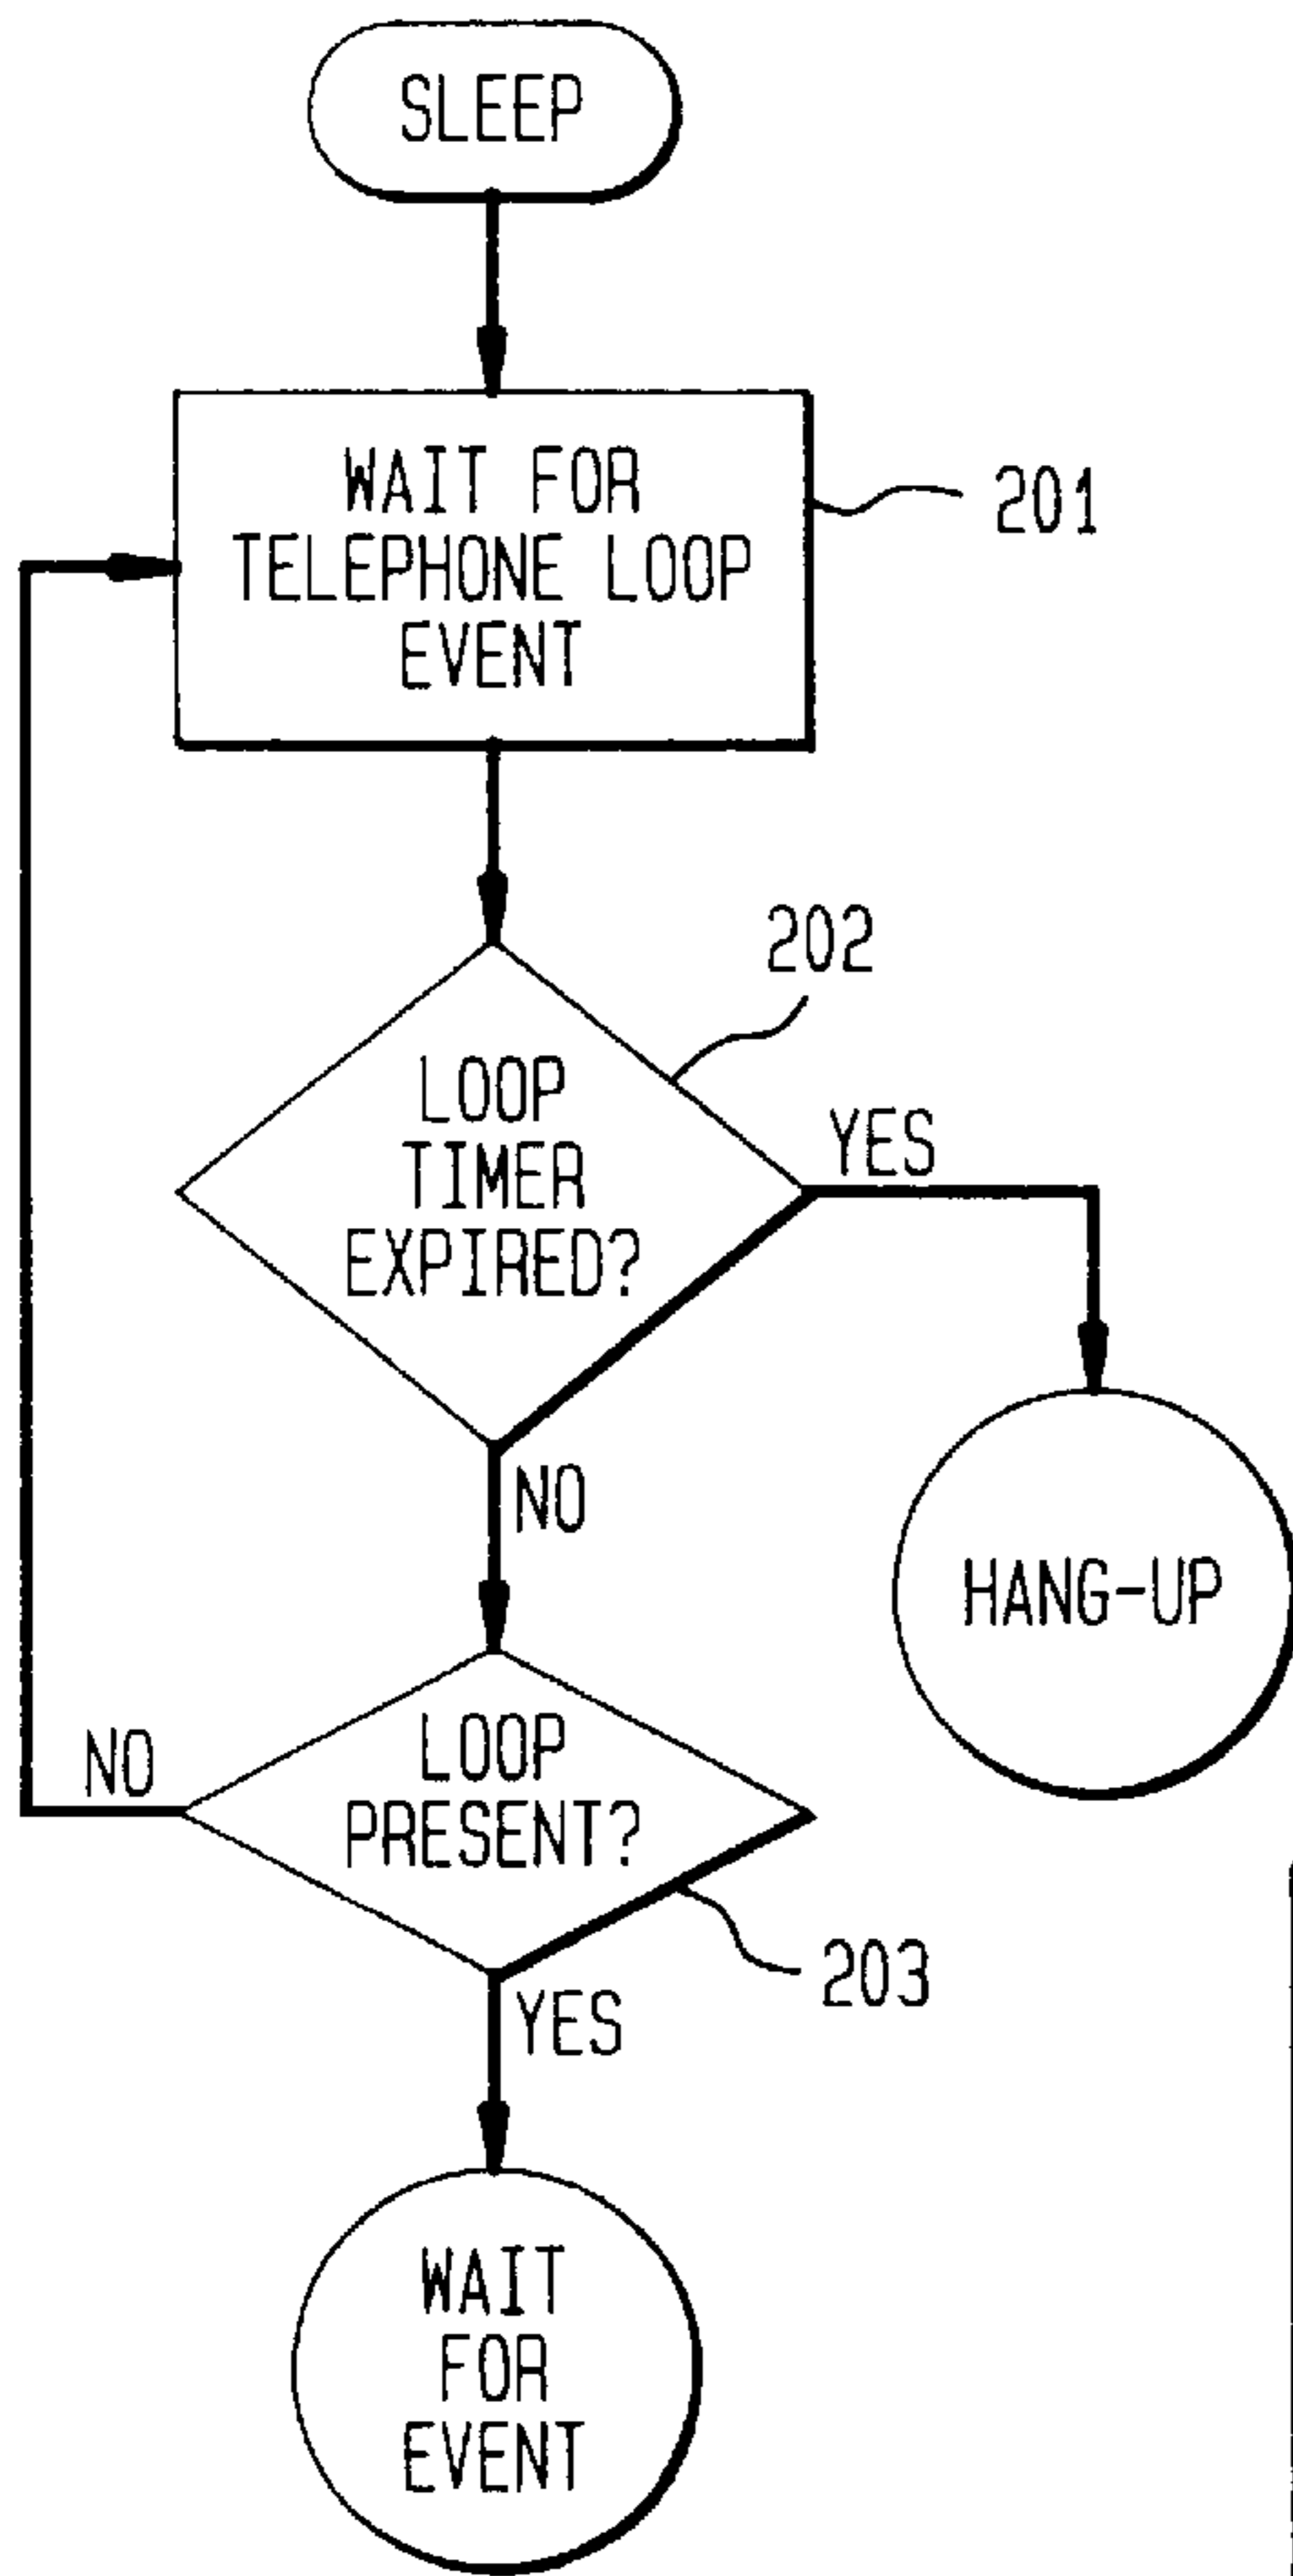 SLEEP
WAIT FOR
TELEPHONE LOOP
EVENT
201
202
LOOP
TIMER
EXPIRED?
YES
NO
HANG-UP
LOOP
PRESENT?
NO
203
YES
WAIT
FOR
EVENT